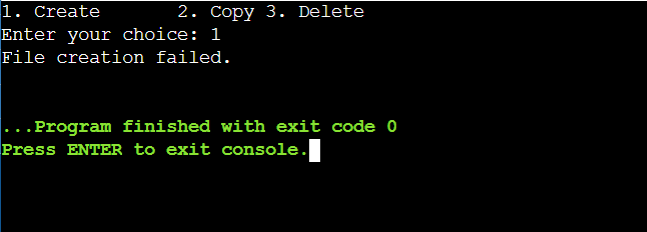 1. Create       2. Copy 3. Delete
Enter your choice: 1
File creation failed.
...Program finished with exit code 0
Press ENTER to exit console.